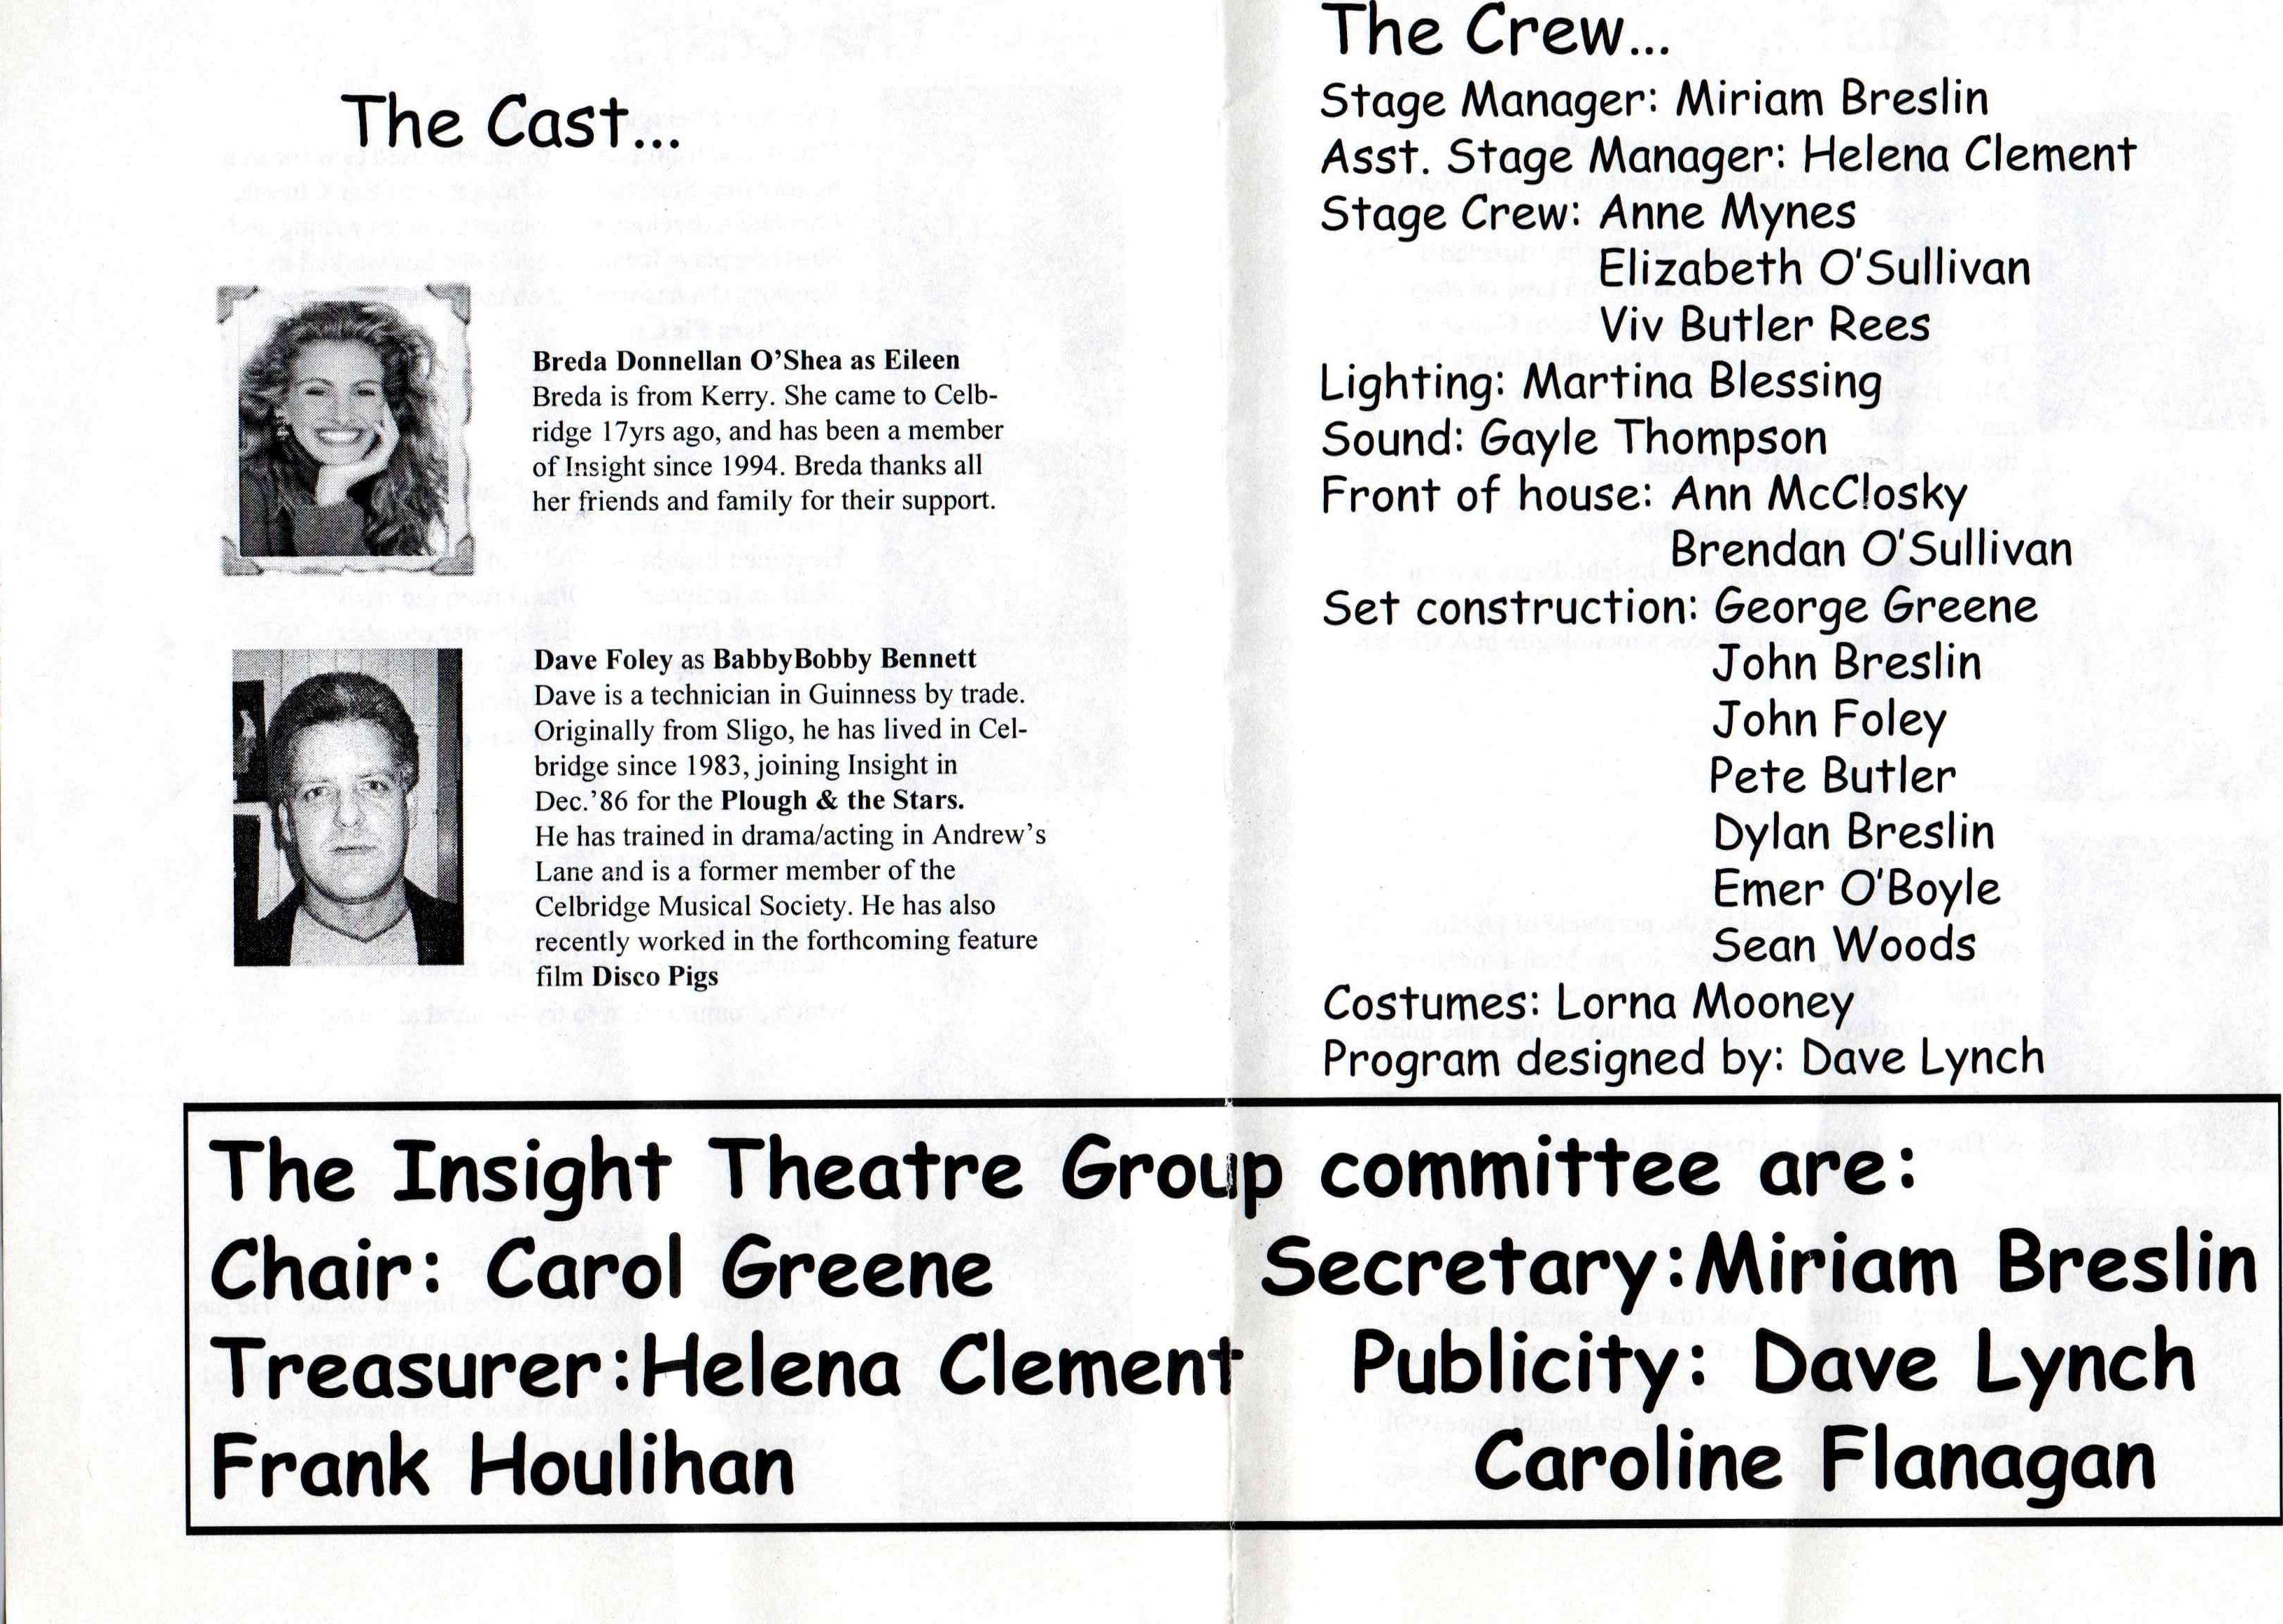 The Cast...
Breda Donnellan O'Shea as Eileen
Breda is from Kerry. She came to Celb-
ridge 17yrs ago, and has been a member
of Insight since 1994. Breda thanks all
her friends and family for their support.
Dave Foley as BabbyBobby Bennett
Dave is a technician in Guinness by trade.
Originally from Sligo, he has lived in Cel-
bridge since 1983, joining Insight in
Dec.'86 for the Plough & the Stars.
He has trained in drama/acting in Andrew's
Lane and is a former member of the
Celbridge Musical Society. He has also
recently worked in the forthcoming feature
film Disco Pigs
The Crew...
Stage Manager: Miriam Breslin
Asst. Stage Manager: Helena Clement
Stage Crew: Anne Mynes
Elizabeth O'Sullivan
Viv Butler Rees
Lighting: Martina Blessing
Sound: Gayle Thompson
Front of house: Ann McClosky
Brendan O'Sullivan
Set construction: George Greene
John Breslin
John Foley
Pete Butler
Dylan Breslin
Emer O'Boyle
Sean Woods
Costumes: Lorna Mooney
Program designed by: Dave Lynch
The Insight Theatre Group committee are:
Chair: Carol Greene Secretary:Miriam Breslin
Treasurer:Helena Clement Publicity: Dave Lynch
Frank Houlihan Caroline Flanagan